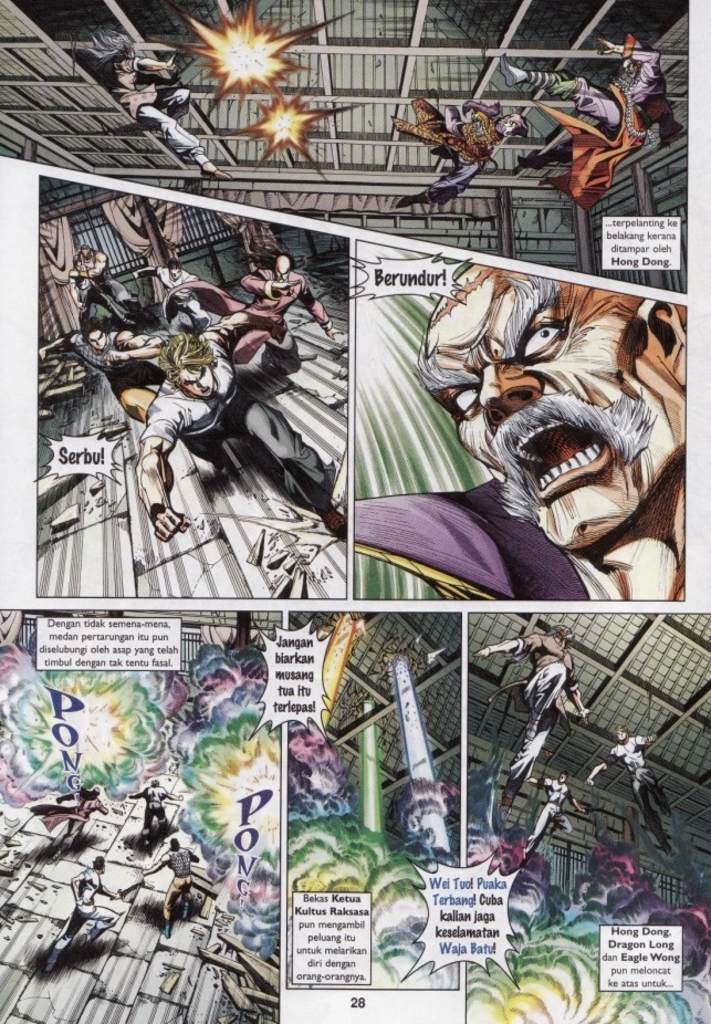 ...terpelanting ke
belakang kerana
ditampar oleh
Hong Dong.
Serbu!
Berundur!
Dengan tidak semena-mena,
medan pertarungan itu pun
diselubungi oleh asap yang telah
timbul dengan tak tentu fasal.
PONG
PONG
Jangan
biarkan
musang
tua itu
terlepas!
Bekas Ketua
Kultus Raksasa
pun mengambil
peluang itu
untuk melarikan
diri dengan
orang-orangnya.
Wei Tuo! Puaka
Terbang! Cuba
kalian jaga
keselamatan
Waja Batu!
Hong Dong,
Dragon Long
dan Eagle Wong
pun meloncat
ke atas untuk...
28